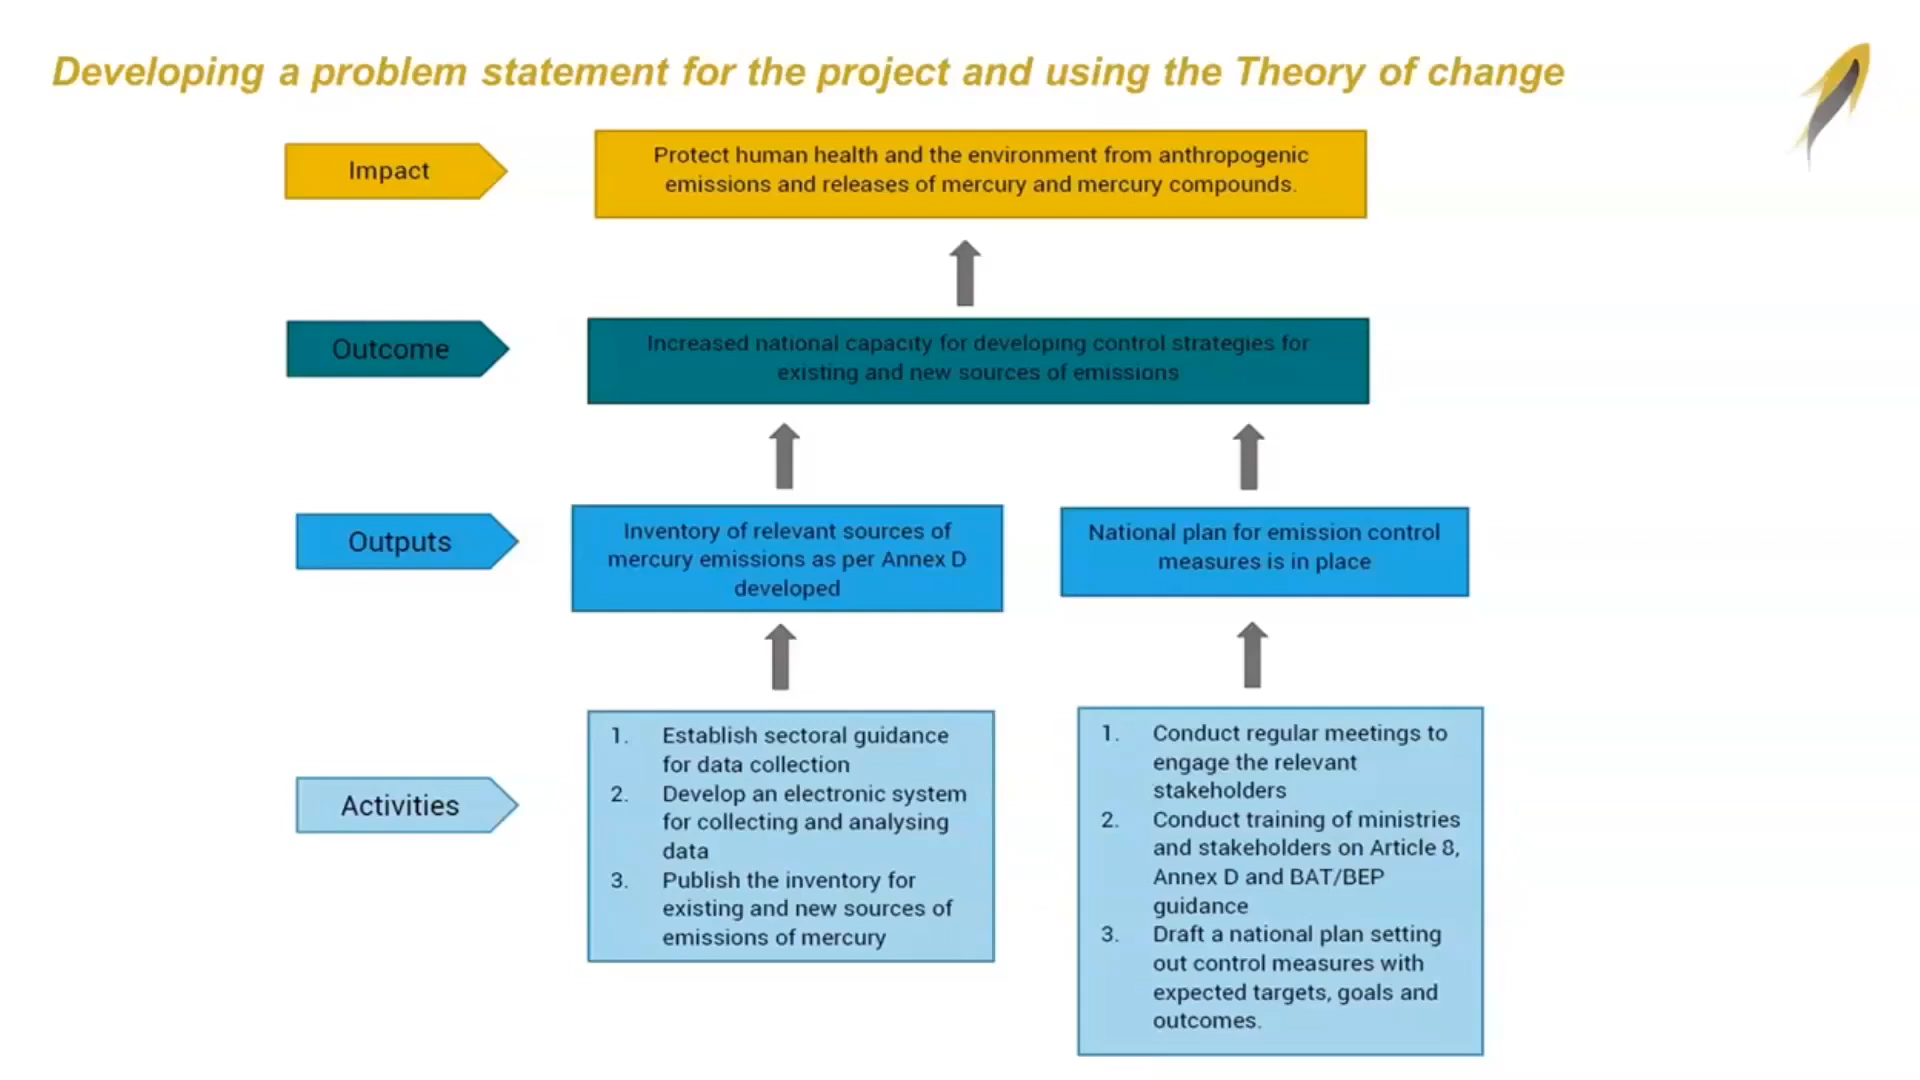 Developing a problem statement for the project and using the Theory of change
Impact
Protect human health and the environment from anthropogenic
emissions and releases of mercury and mercury compounds.
Outcome
Increased national capacity for developing control strategies for
existing and new sources of emissions
Outputs
Inventory of relevant sources of
mercury emissions as per Annex D
developed
National plan for emission control
measures is in place
Activities
1. Establish sectoral guidance
for data collection
2. Develop an electronic system
for collecting and analysing
data
3. Publish the inventory for
existing and new sources of
emissions of mercury
1. Conduct regular meetings to
engage the relevant
stakeholders
2. Conduct training of ministries
and stakeholders on Article 8,
Annex D and BAT/BEP
guidance
3. Draft a national plan setting
out control measures with
expected targets, goals and
outcomes.